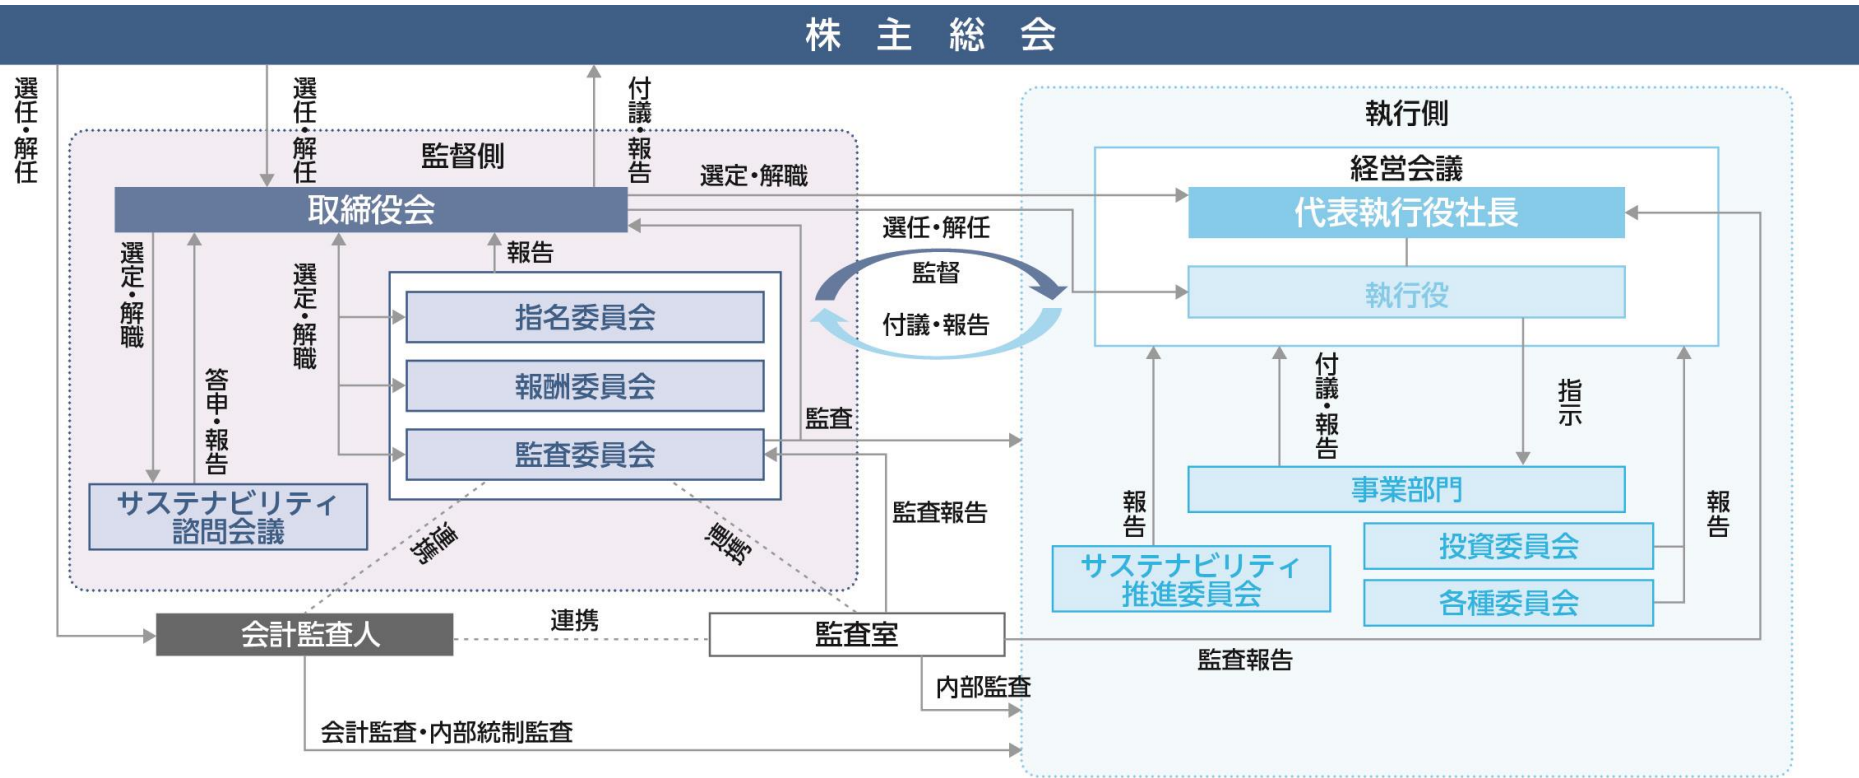 株主総会
選任・解任
選任・解任
付議・報告
監督側
取締役会
選定・解職
選任・解任
監督
付議・報告
選定・解職
答申・報告
選定・解職
報告
指名委員会
報酬委員会
監査委員会
サステナビリティ
諮問会議
監査
監査報告
連携
連携
会計監査人
連携
監査室
内部監査
会計監査・内部統制監査
執行側
経営会議
代表執行役社長
執行役
付議・報告
指示
報告
報告
事業部門
投資委員会
各種委員会
サステナビリティ
推進委員会
監査報告